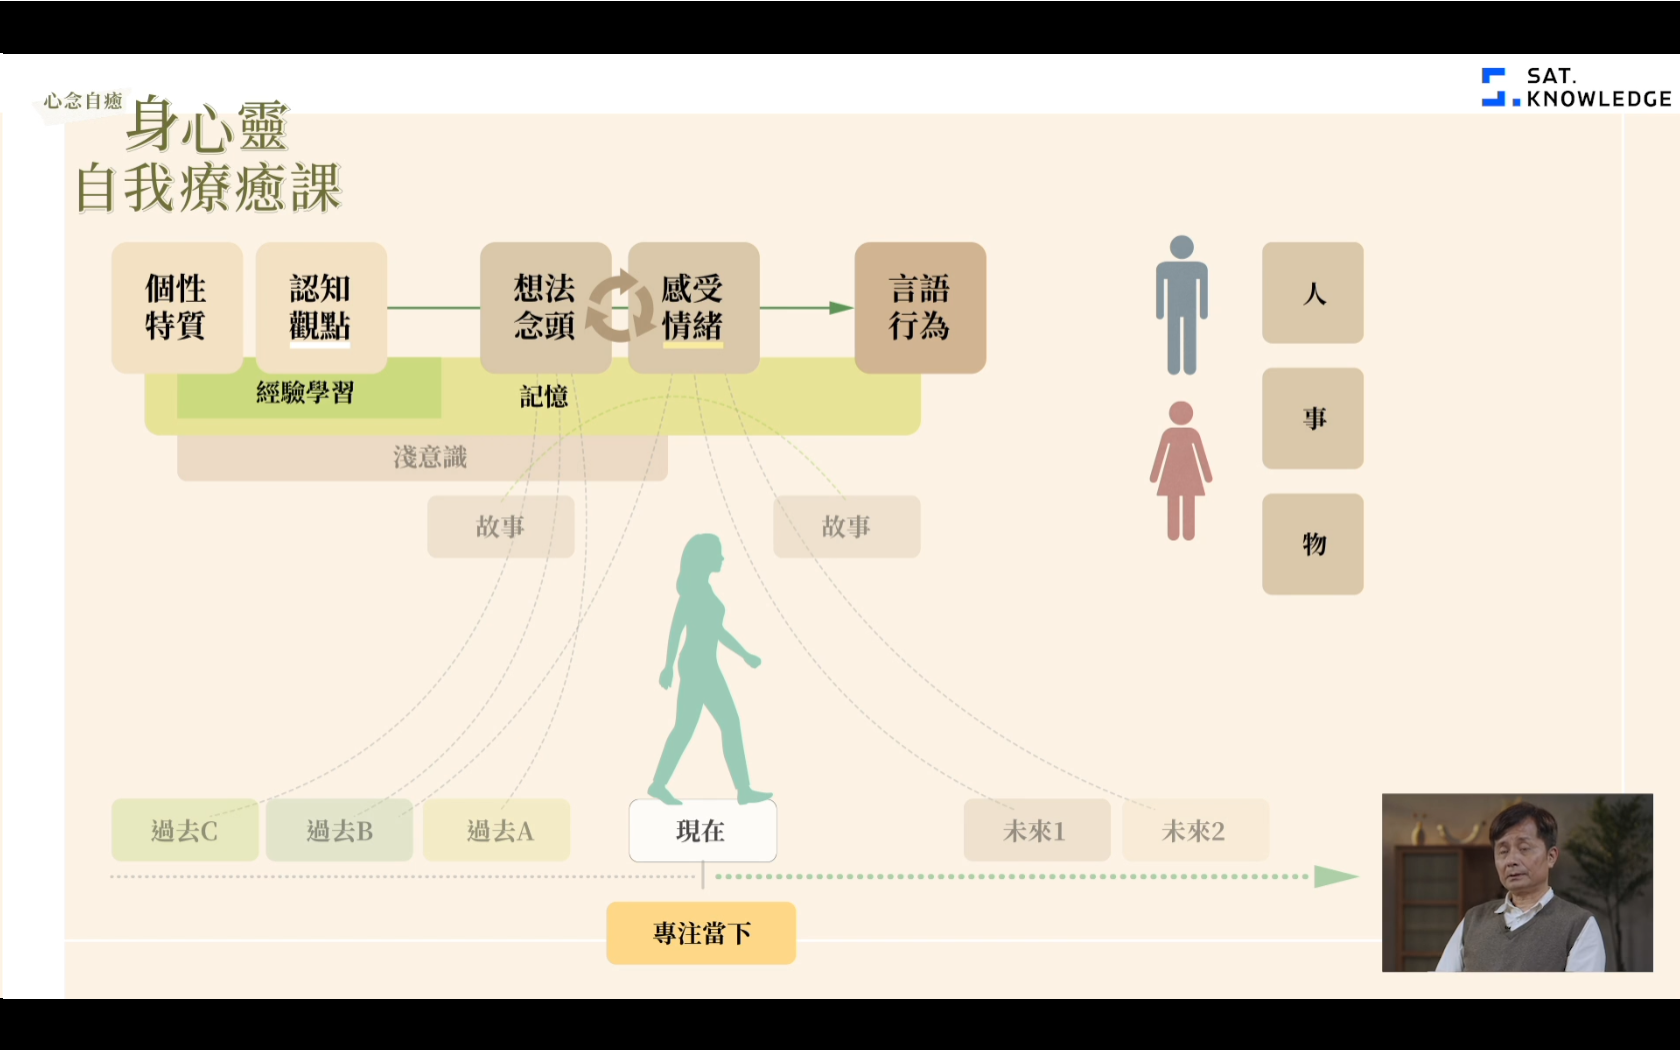 SAT.
KNOWLEDGE
心念自癒
身心靈
自我療癒課
個性
特質
認知
觀點
想法
念頭
感受
情緒
言語
行為
人
經驗學習
記憶
事
淺意識
故事
故事
物
過去C
過去B
過去A
現在
未來1
未來2
專注當下